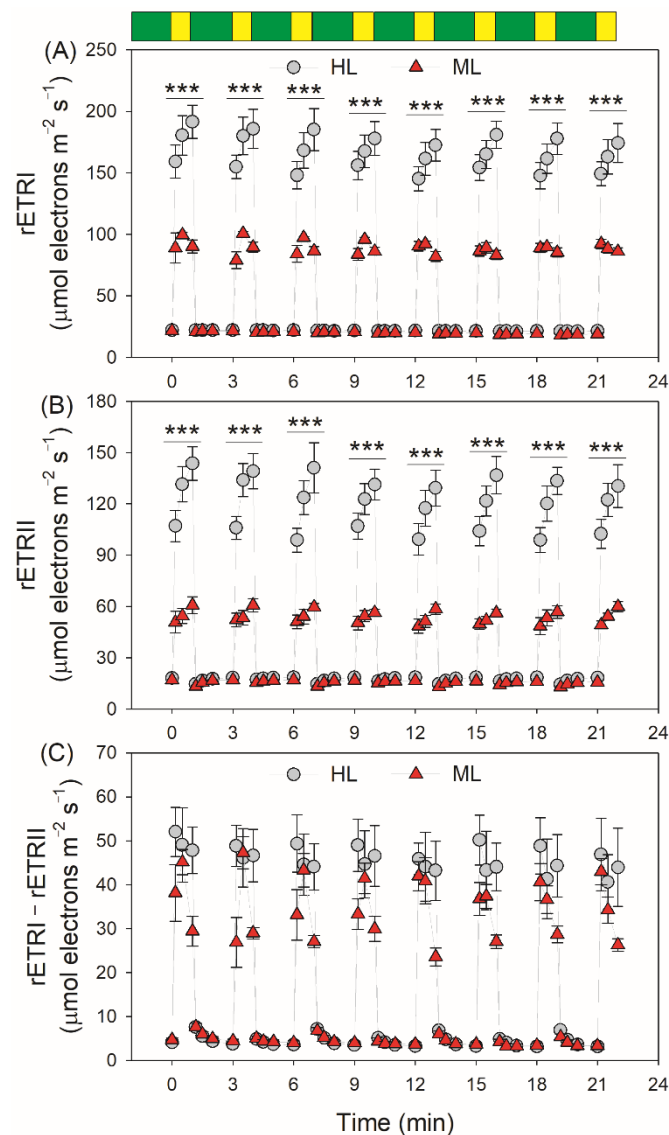 (A)
HL ML
*** *** *** *** *** *** *** ***
rETRI
(μmol electrons m⁻² s⁻¹)
250
200
150
100
50
0
0 3 6 9 12 15 18 21 24
(B)
*** *** *** *** *** *** *** ***
rETRII
(μmol electrons m⁻² s⁻¹)
180
150
120
90
60
30
0
0 3 6 9 12 15 18 21 24
(C)
HL ML
rETRI − rETRII
(μmol electrons m⁻² s⁻¹)
70
60
50
40
30
20
10
0
0 3 6 9 12 15 18 21 24
Time (min)